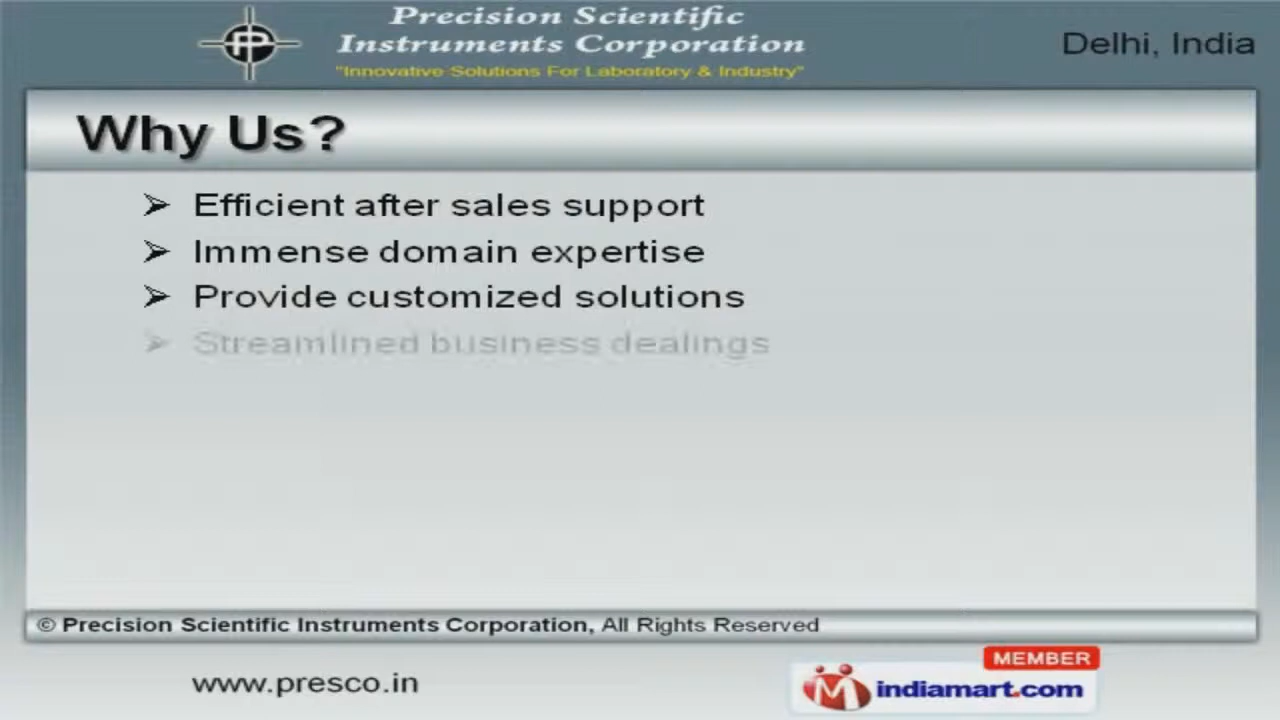 Precision Scientific
Instruments Corporation
"Innovative Solutions For Laboratory & Industry"
Delhi, India
Why Us?
➢ Efficient after sales support
➢ Immense domain expertise
➢ Provide customized solutions
➢ Streamlined business dealings
© Precision Scientific Instruments Corporation, All Rights Reserved
www.presco.in
MEMBER
indiamart.com